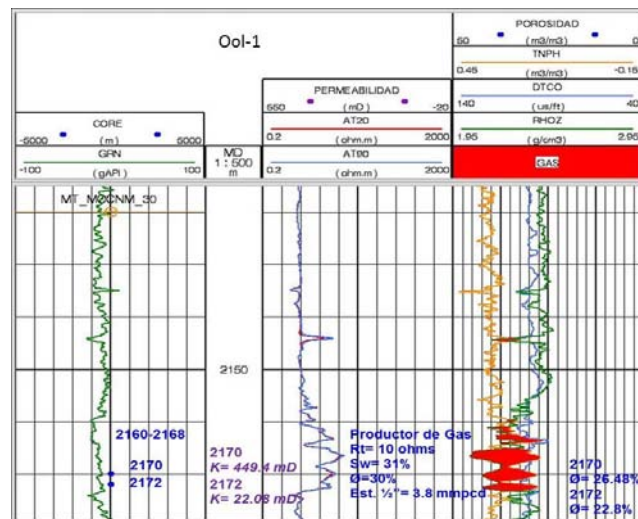 Ool-1
POROSIDAD
50 (m3/m3) 0
TNPH
0.45 (m3/m3) -0.15
PERMEABILIDAD
550 (mD) -20
DTCO
140 (us/ft) 40
CORE
-5000 (m) 5000
AT20
0.2 (ohm.m) 2000
RHOZ
1.95 (g/cm3) 2.95
GRN
-100 (gAPI) 100
MD
1:500
m
AT90
0.2 (ohm.m) 2000
GAS
2150
2160-2168
2170
2172
2170
K= 449.4 mD
2172
K= 22.08 mD
Productor de Gas
Rt= 10 ohms
Sw= 31%
Ø=30%
Est. ½"= 3.8 mmpcd
2170
Ø= 26.48%
2172
Ø= 22.8%